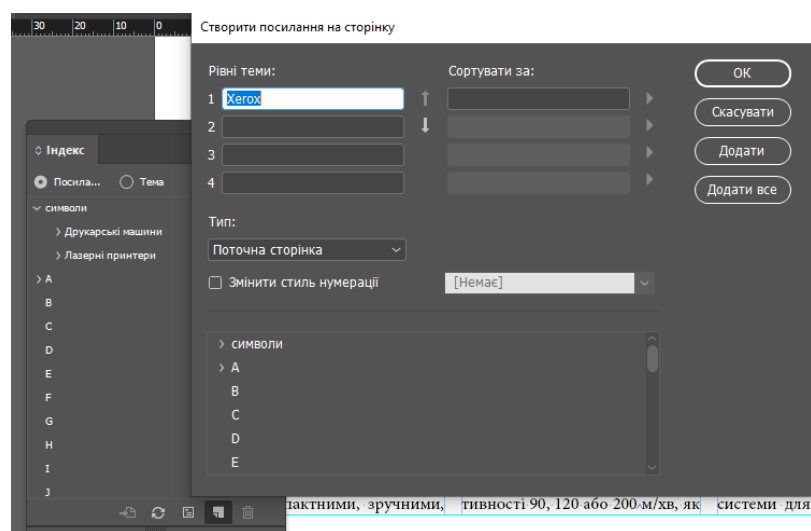 30 20 10 0
Створити посилання на сторінку
Рівні теми:
Сортувати за:
1 Xerox
2
3
4
OK
Скасувати
Додати
Додати все
Тип:
Поточна сторінка
Змінити стиль нумерації
[Немає]
символи
A
B
C
D
E
Індекс
Посила...
Тема
символи
Друкарські машини
Лазерні принтери
A
B
C
D
E
F
G
H
I
J
пактними, зручними, тивності 90, 120 або 200 м/хв, як системи для